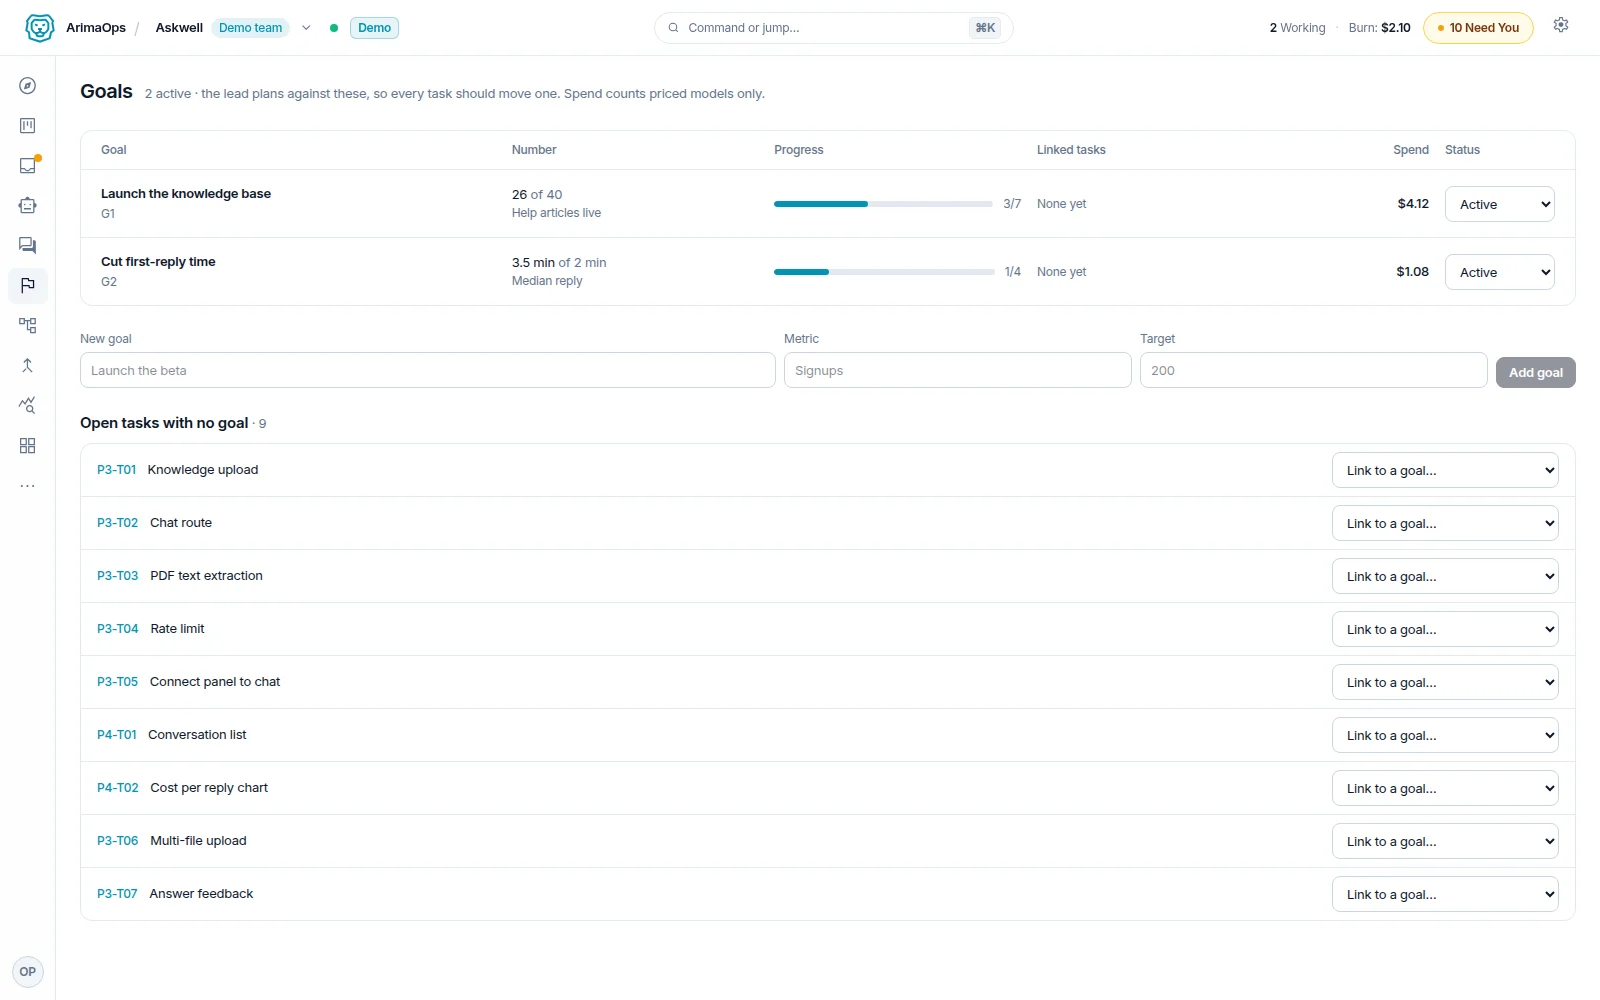 ArimaOps / Askwell Demo team Demo Command or jump... ⌘K 2 Working · Burn: $2.10 10 Need You
Goals 2 active · the lead plans against these, so every task should move one. Spend counts priced models only.
Goal Number Progress Linked tasks Spend Status
Launch the knowledge base
G1
26 of 40
Help articles live
3/7 None yet $4.12 Active
Cut first-reply time
G2
3.5 min of 2 min
Median reply
1/4 None yet $1.08 Active
New goal Metric Target
Launch the beta Signups 200 Add goal
Open tasks with no goal · 9
P3-T01 Knowledge upload Link to a goal...
P3-T02 Chat route Link to a goal...
P3-T03 PDF text extraction Link to a goal...
P3-T04 Rate limit Link to a goal...
P3-T05 Connect panel to chat Link to a goal...
P4-T01 Conversation list Link to a goal...
P4-T02 Cost per reply chart Link to a goal...
P3-T06 Multi-file upload Link to a goal...
P3-T07 Answer feedback Link to a goal...
OP